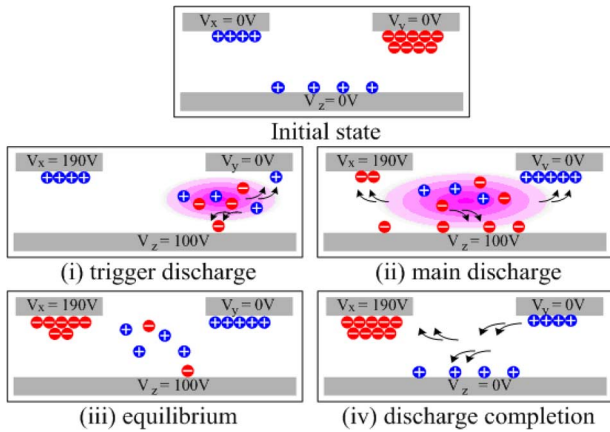 Vx = 0V
Vy = 0V
Vz = 0V
Initial state
Vx = 190V
Vy = 0V
Vz = 100V
(i) trigger discharge
Vx = 190V
Vy = 0V
Vz = 100V
(ii) main discharge
Vx = 190V
Vy = 0V
Vz = 100V
(iii) equilibrium
Vx = 190V
Vy = 0V
Vz = 0V
(iv) discharge completion